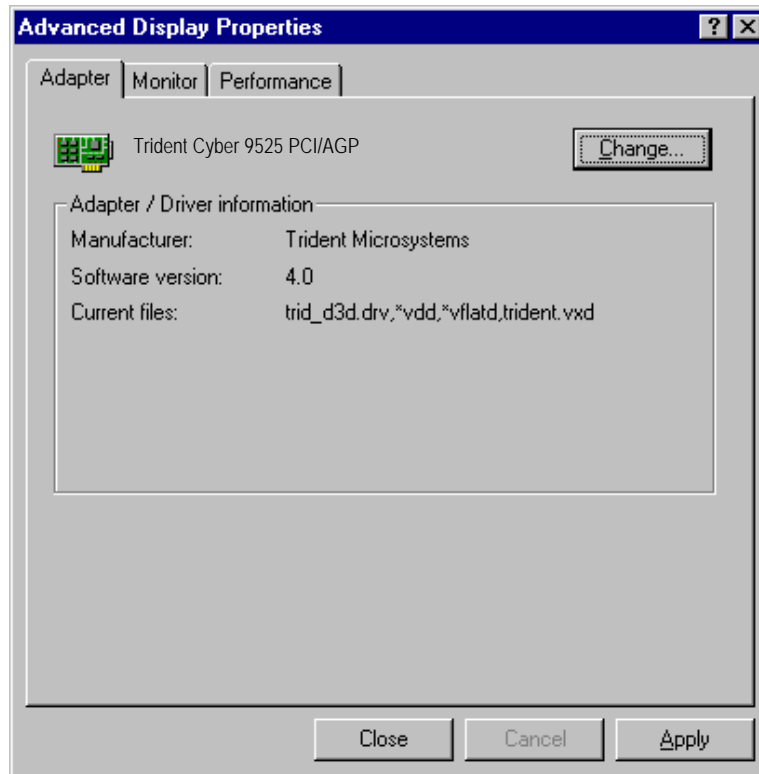 Advanced Display Properties
Adapter Monitor Performance
Trident Cyber 9525 PCI/AGP Change...
Adapter / Driver information
Manufacturer: Trident Microsystems
Software version: 4.0
Current files: trid_d3d.drv,*vdd,*vflatd,trident.vxd
Close Cancel Apply